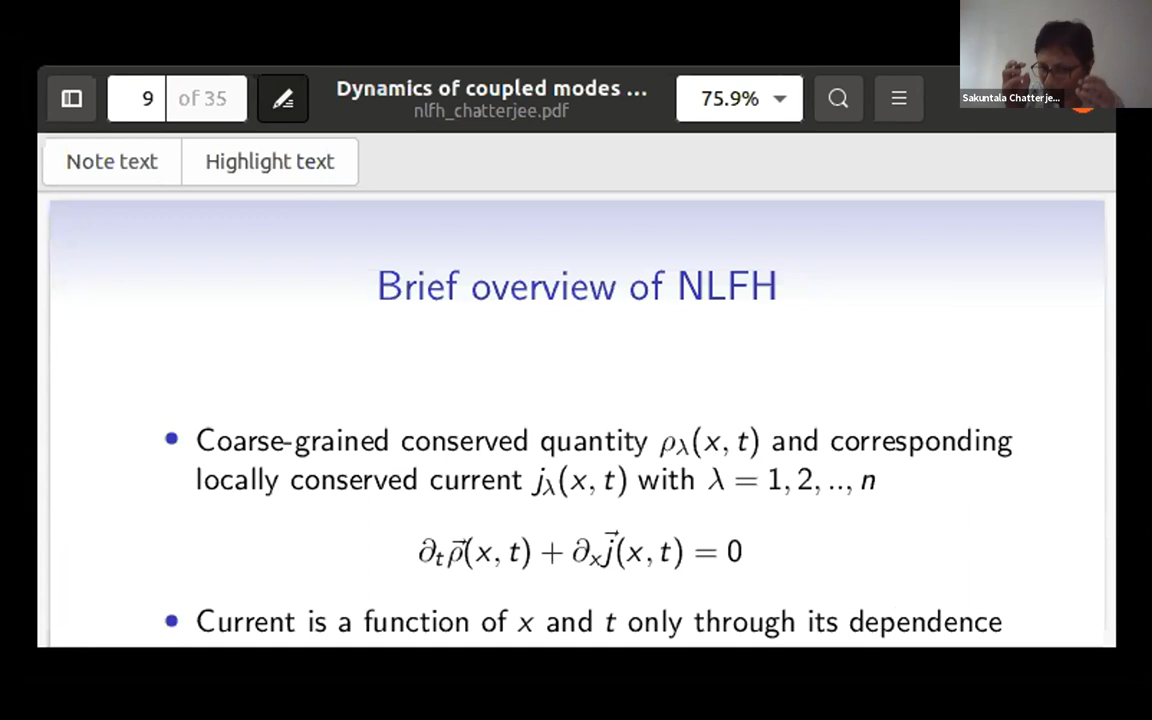 9 of 35
Dynamics of coupled modes ...
nlfh_chatterjee.pdf
75.9%
Sakuntala Chatterje...
Note text
Highlight text
Brief overview of NLFH
Coarse-grained conserved quantity ρλ(x, t) and corresponding
locally conserved current jλ(x, t) with λ = 1, 2, .., n
∂tρ⃗(x, t) + ∂xj⃗(x, t) = 0
Current is a function of x and t only through its dependence